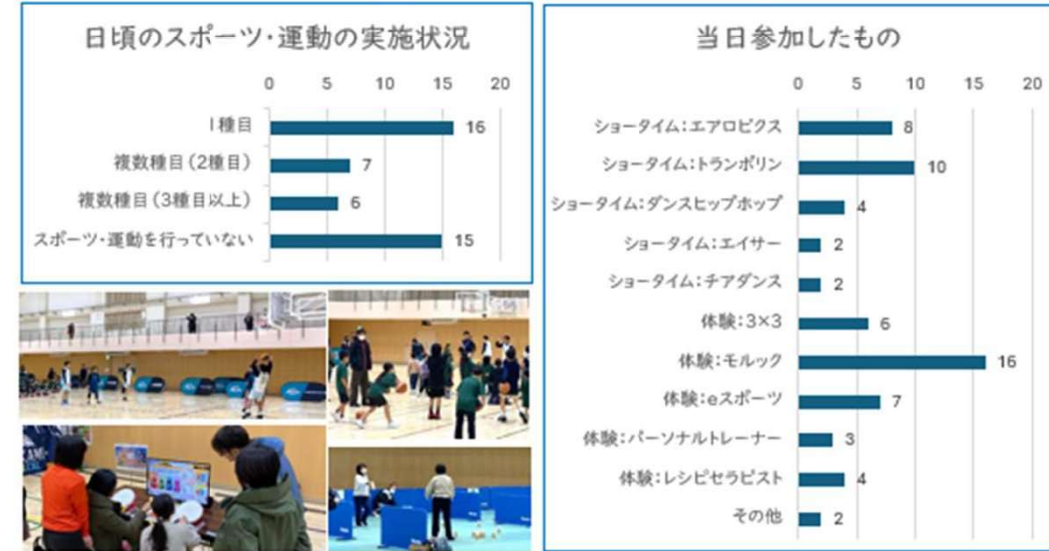 日頃のスポーツ・運動の実施状況
0 5 10 15 20
1種目 16
複数種目(2種目) 7
複数種目(3種目以上) 6
スポーツ・運動を行っていない 15
当日参加したもの
0 5 10 15 20
ショータイム:エアロビクス 8
ショータイム:トランポリン 10
ショータイム:ダンスヒップホップ 4
ショータイム:エイサー 2
ショータイム:チアダンス 2
体験:3×3 6
体験:モルック 16
体験:eスポーツ 7
体験:パーソナルトレーナー 3
体験:レシピセラピスト 4
その他 2